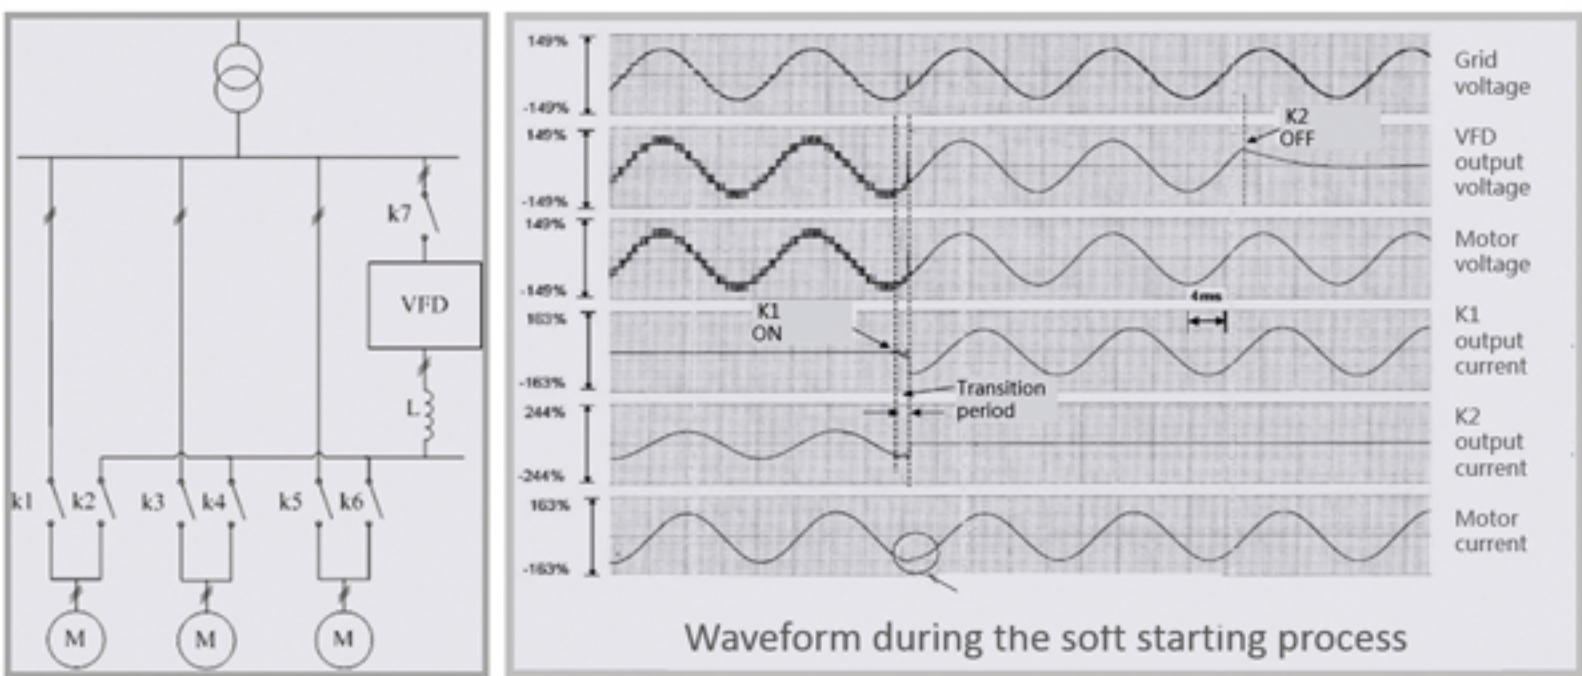 k7
VFD
L
k1
k2
k3
k4
k5
k6
M
M
M
149%
-149%
Grid
voltage
149%
-149%
K2
OFF
VFD
output
voltage
149%
-149%
Motor
voltage
4ms
K1
ON
163%
-163%
K1
output
current
Transition
period
244%
-244%
K2
output
current
163%
-163%
Motor
current
Waveform during the soft starting process